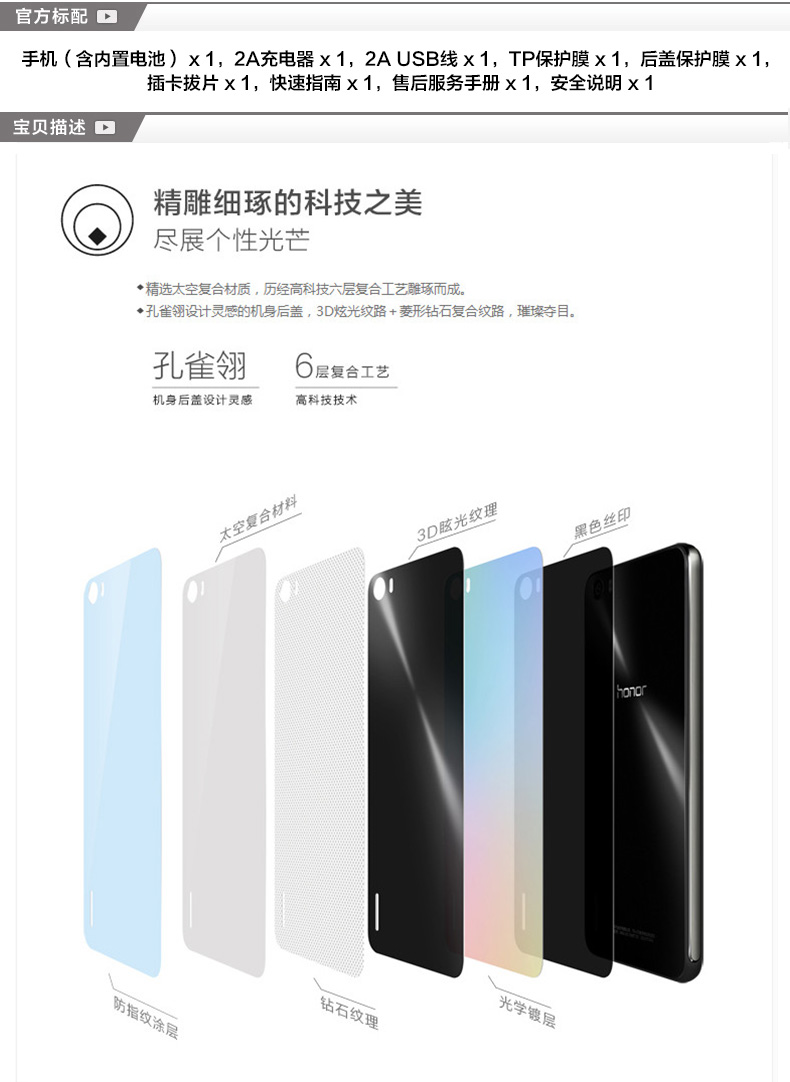 官方标配
手机（含内置电池）x 1，2A充电器 x 1，2A USB线 x 1，TP保护膜 x 1，后盖保护膜 x 1，
插卡拔片 x 1，快速指南 x 1，售后服务手册 x 1，安全说明 x 1
宝贝描述
精雕细琢的科技之美
尽展个性光芒
◆精选太空复合材质，历经高科技六层复合工艺雕琢而成。
◆孔雀翎设计灵感的机身后盖，3D炫光纹路+菱形钻石复合纹路，璀璨夺目。
孔雀翎
机身后盖设计灵感
6层复合工艺
高科技技术
太空复合材料
3D眩光纹理
黑色丝印
honor
防指纹涂层
钻石纹理
光学镀层